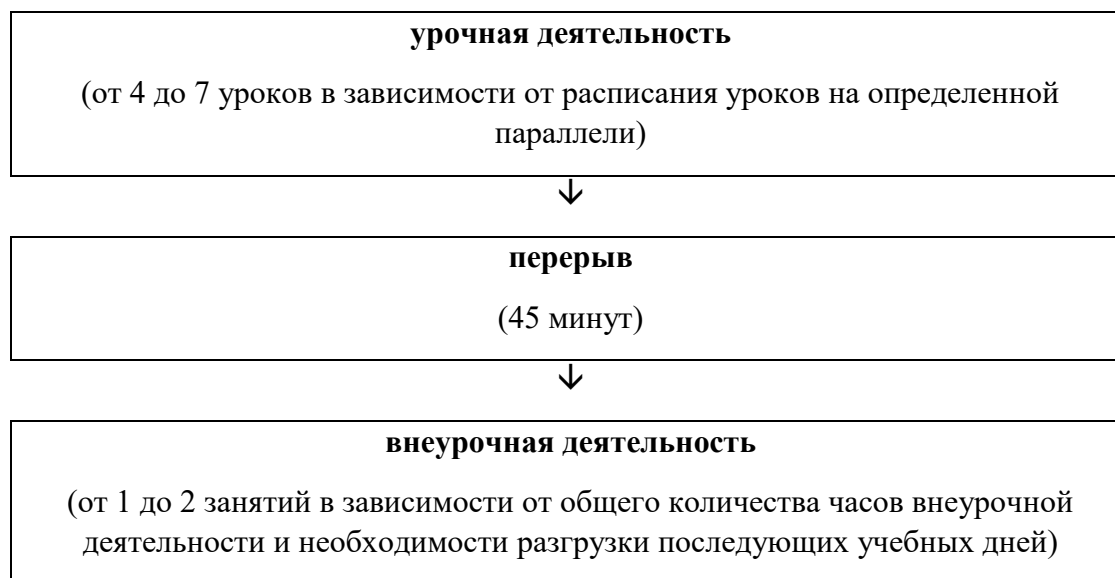 урочная деятельность
(от 4 до 7 уроков в зависимости от расписания уроков на определенной
параллели)
перерыв
(45 минут)
внеурочная деятельность
(от 1 до 2 занятий в зависимости от общего количества часов внеурочной
деятельности и необходимости разгрузки последующих учебных дней)